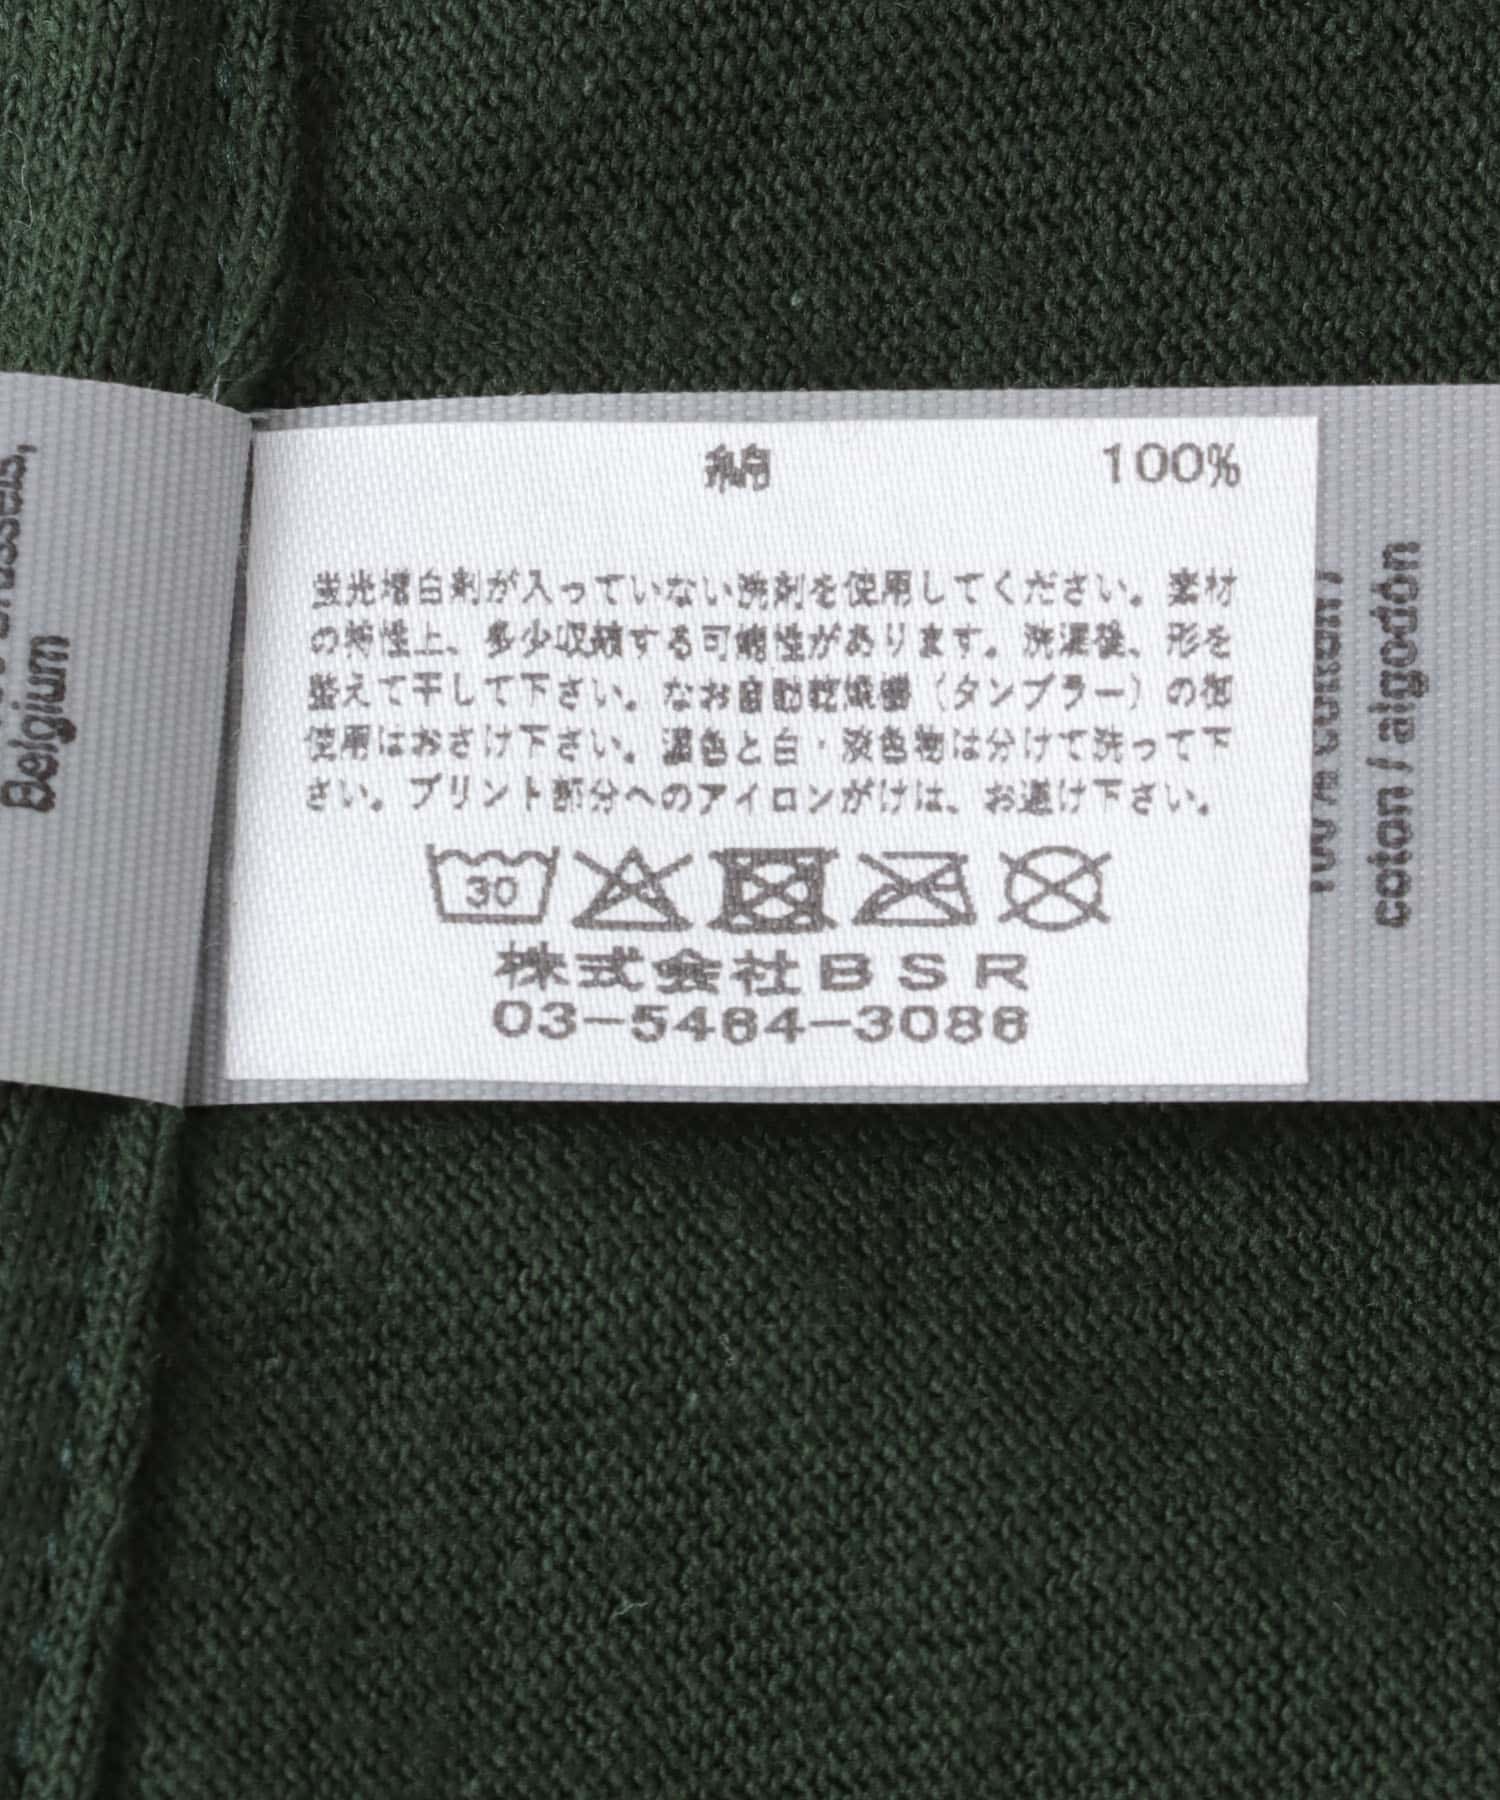 Belgium
綿 100%
蛍光増白剤が入っていない洗剤を使用してください。素材
の特性上、多少収縮する可能性があります。洗濯後、形を
整えて干して下さい。なお自動乾燥機（タンブラー）の御
使用はおさけ下さい。濃色と白・淡色物は分けて洗って下
さい。プリント部分へのアイロンがけは、お避け下さい。
30
株式会社BSR
03-5464-3086
100% cotton /
coton / algodón